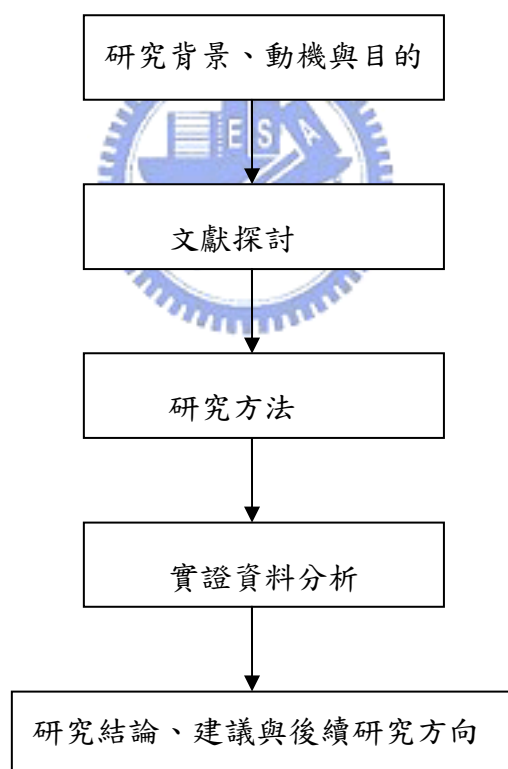 研究背景、動機與目的
ESA
文獻探討
研究方法
實證資料分析
研究結論、建議與後續研究方向